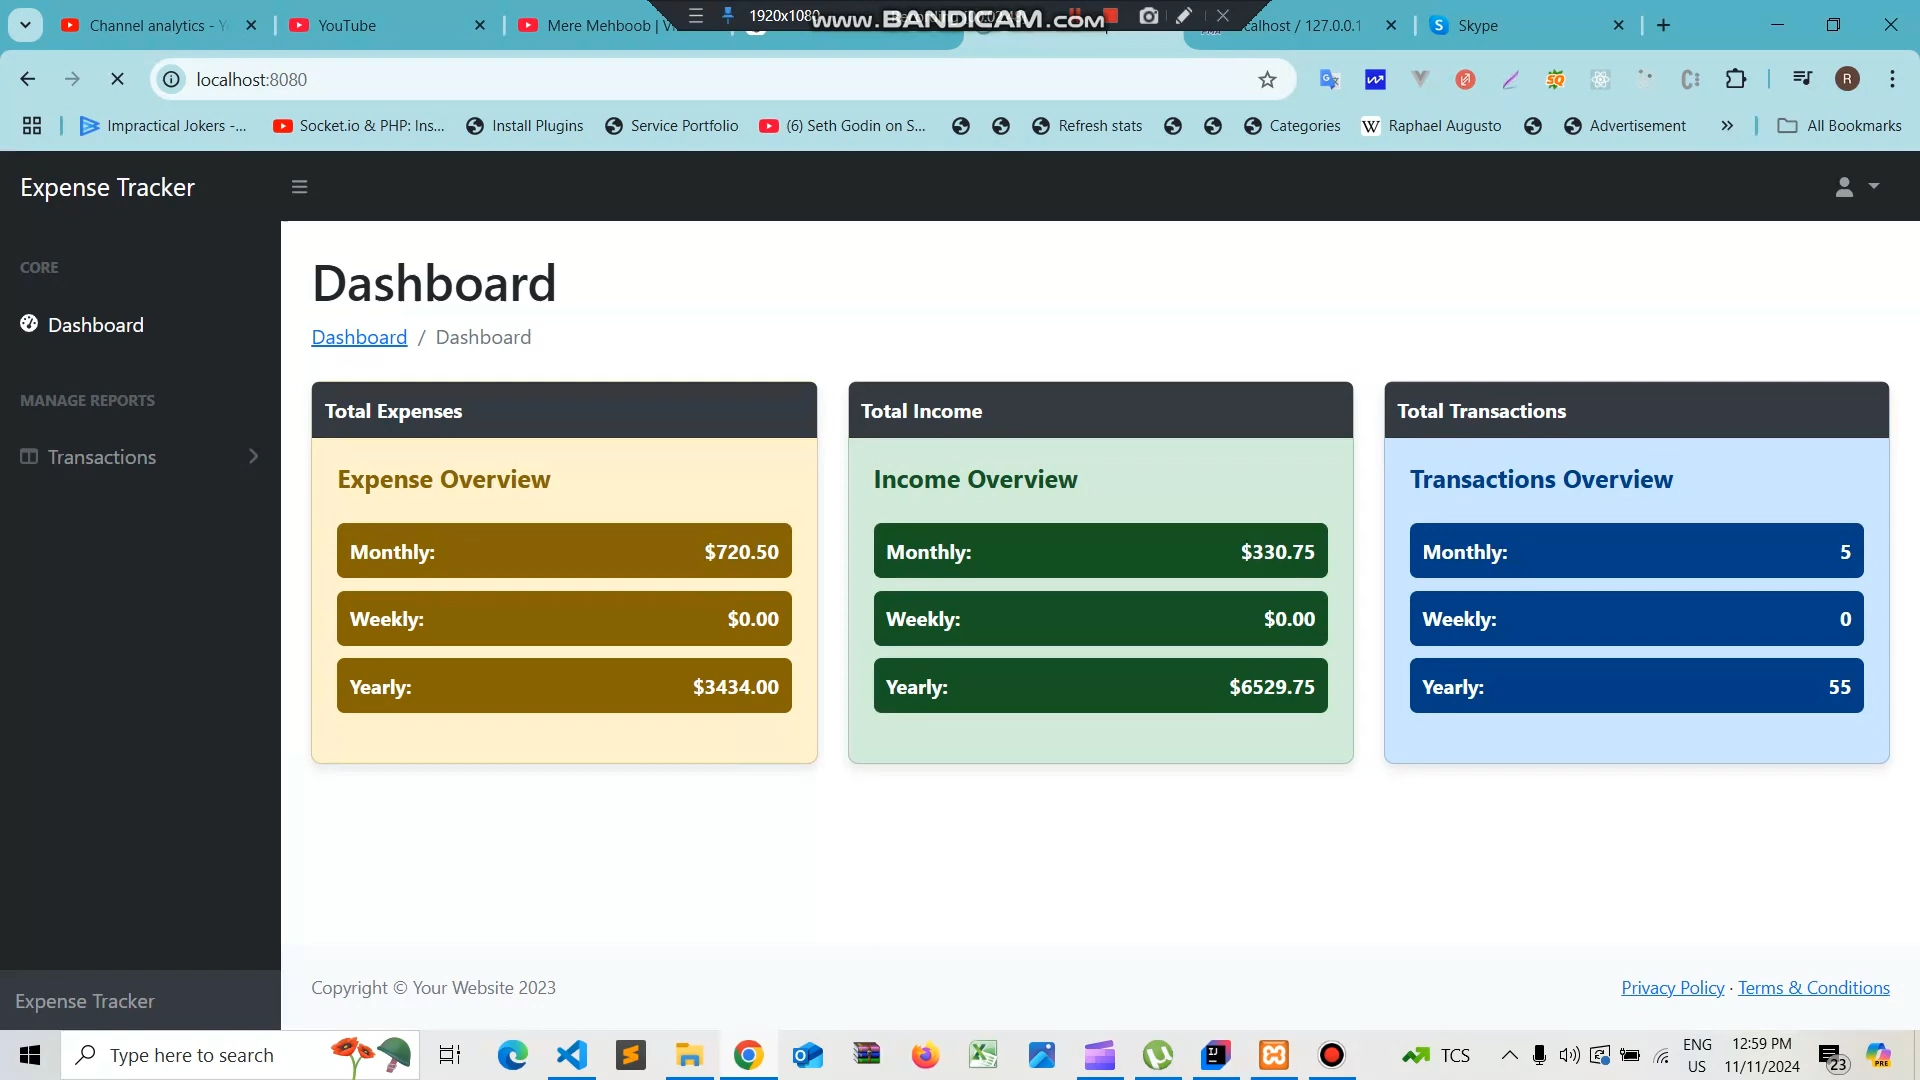 Channel analytics - Y
YouTube
Mere Mehboob | V
1920x1080
www.BANDICAM.com
calhost / 127.0.0.1
Skype
localhost:8080
Impractical Jokers -...
Socket.io & PHP: Ins...
Install Plugins
Service Portfolio
(6) Seth Godin on S...
Refresh stats
Categories
Raphael Augusto
Advertisement
All Bookmarks
Expense Tracker
CORE
Dashboard
MANAGE REPORTS
Transactions
Expense Tracker
Dashboard
Dashboard / Dashboard
Total Expenses
Expense Overview
Monthly: $720.50
Weekly: $0.00
Yearly: $3434.00
Total Income
Income Overview
Monthly: $330.75
Weekly: $0.00
Yearly: $6529.75
Total Transactions
Transactions Overview
Monthly: 5
Weekly: 0
Yearly: 55
Copyright © Your Website 2023
Privacy Policy · Terms & Conditions
Type here to search
TCS
ENG
US
12:59 PM
11/11/2024
23